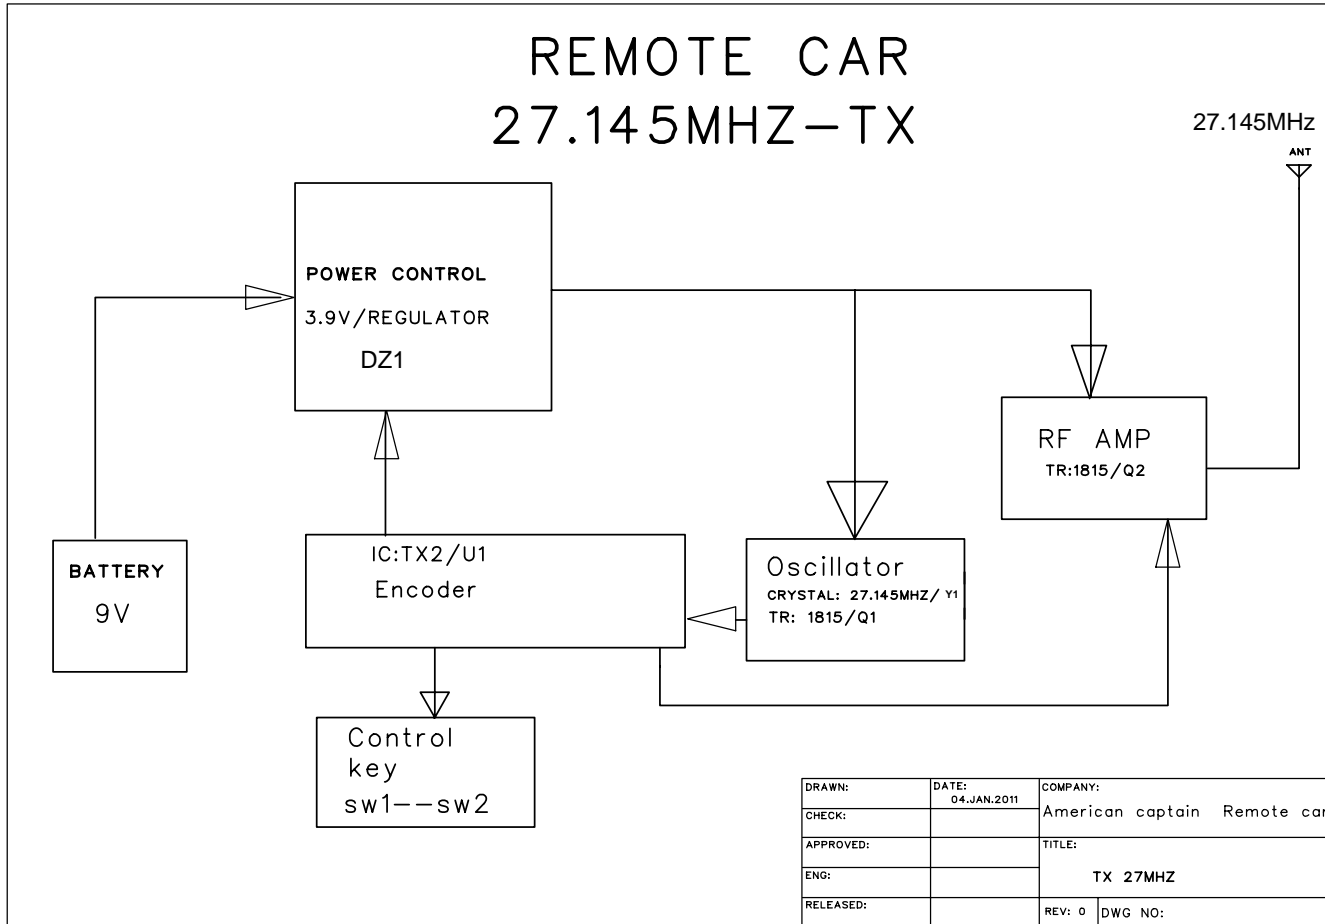 REMOTE CAR
27.145MHZ-TX
27.145MHz
ANT
POWER CONTROL
3.9V/REGULATOR
DZ1
RF AMP
TR:1815/Q2
BATTERY
9V
IC:TX2/U1
Encoder
Oscillator
CRYSTAL: 27.145MHZ/ Y1
TR: 1815/Q1
Control
key
sw1--sw2
DRAWN:
DATE:
04.JAN.2011
COMPANY:
American captain Remote car
CHECK:
APPROVED:
TITLE:
TX 27MHZ
ENG:
RELEASED:
REV: 0
DWG NO: